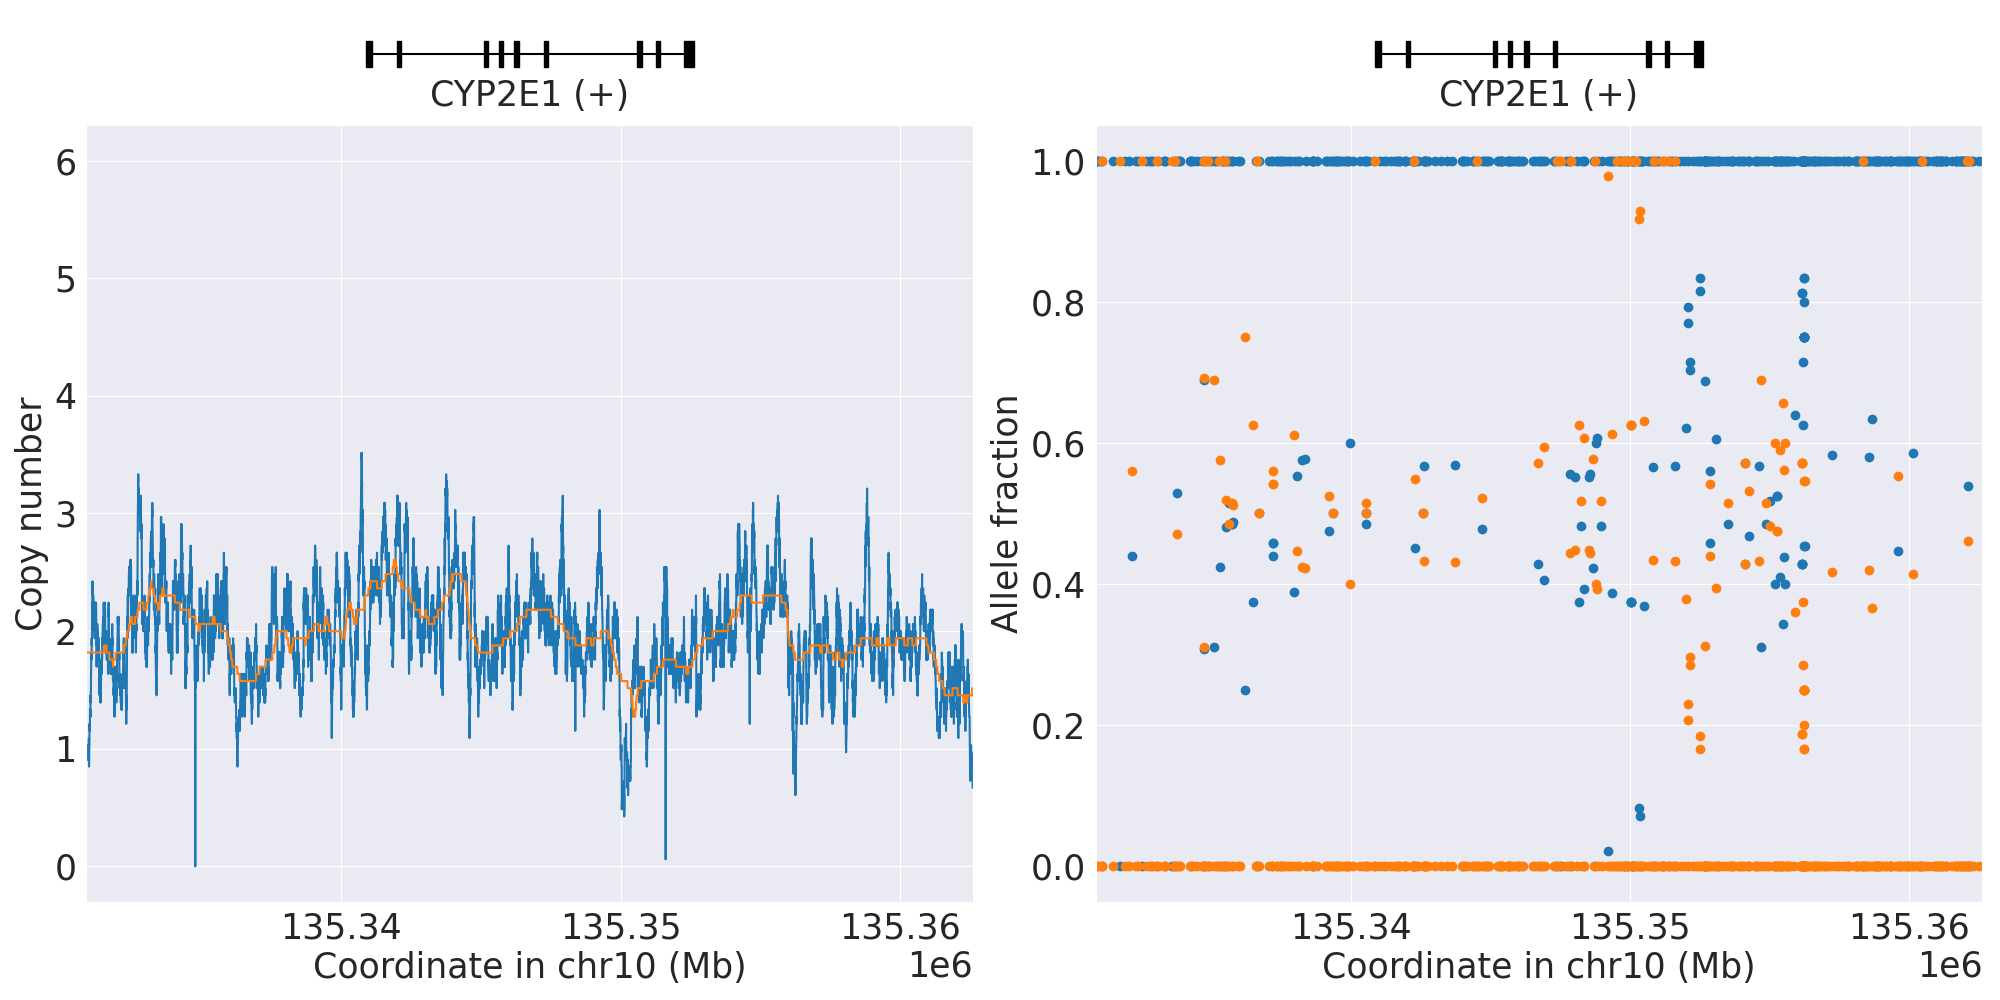 CYP2E1 (+)
Copy number
6
5
4
3
2
1
0
135.34 135.35 135.36
Coordinate in chr10 (Mb)
1e6
CYP2E1 (+)
Allele fraction
1.0
0.8
0.6
0.4
0.2
0.0
135.34 135.35 135.36
Coordinate in chr10 (Mb)
1e6